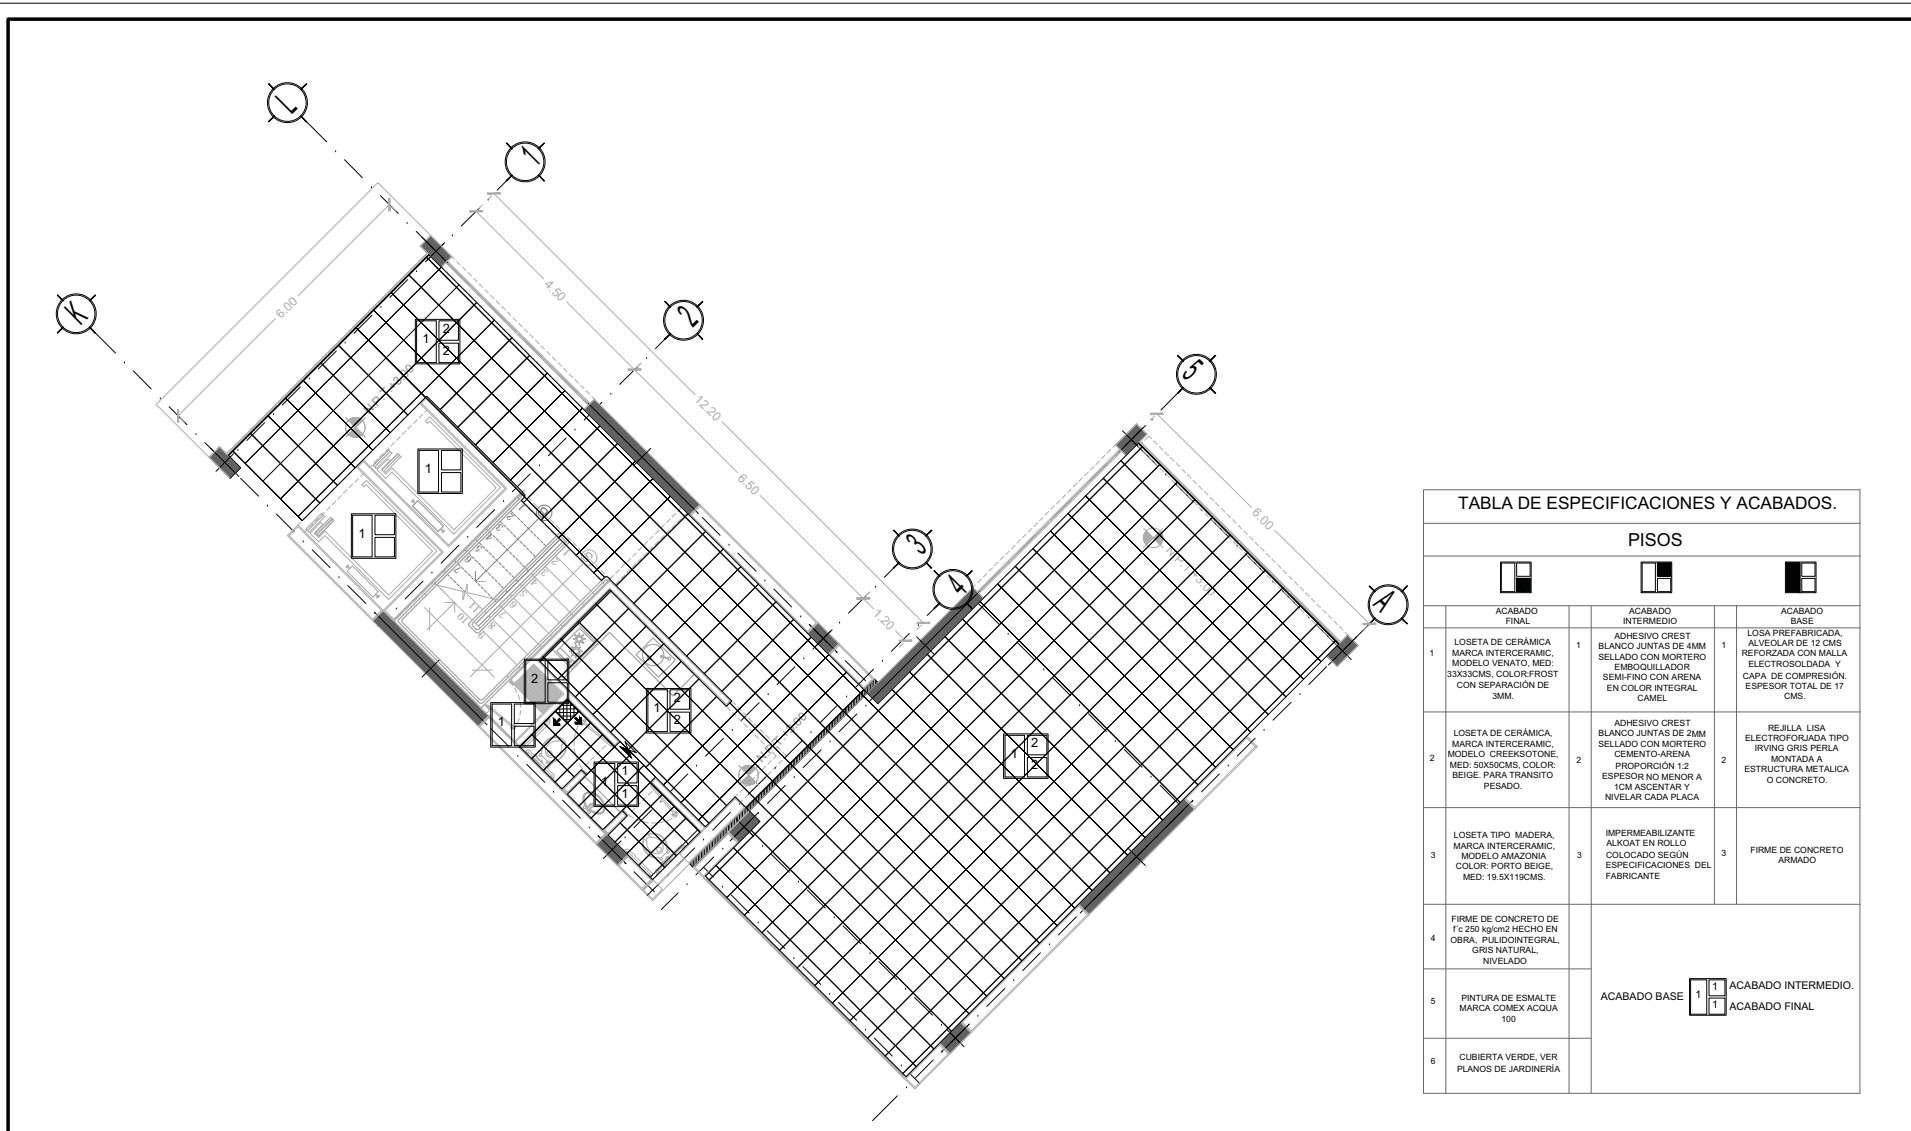 L
1
K
2
5
3
4
A
6.00
4.50
12.20
6.50
1.20
6.00
1
2
2
1
1
2
1
1
2
2
1
1
1
1
2
2
TABLA DE ESPECIFICACIONES Y ACABADOS.
PISOS
ACABADO
FINAL
ACABADO
INTERMEDIO
ACABADO
BASE
1
LOSETA DE CERÁMICA
MARCA INTERCERAMIC,
MODELO VENATO, MED:
33X33CMS, COLOR:FROST
CON SEPARACIÓN DE
3MM.
1
ADHESIVO CREST
BLANCO JUNTAS DE 4MM
SELLADO CON MORTERO
EMBOQUILLADOR
SEMI-FINO CON ARENA
EN COLOR INTEGRAL
CAMEL
1
LOSA PREFABRICADA,
ALVEOLAR DE 12 CMS
REFORZADA CON MALLA
ELECTROSOLDADA Y
CAPA DE COMPRESIÓN.
ESPESOR TOTAL DE 17
CMS.
2
LOSETA DE CERÁMICA,
MARCA INTERCERAMIC,
MODELO CREEKSOTONE,
MED: 50X50CMS, COLOR:
BEIGE. PARA TRANSITO
PESADO.
2
ADHESIVO CREST
BLANCO JUNTAS DE 2MM
SELLADO CON MORTERO
CEMENTO-ARENA
PROPORCIÓN 1:2
ESPESOR NO MENOR A
1CM ASCENTAR Y
NIVELAR CADA PLACA
2
REJILLA LISA
ELECTROFORJADA TIPO
IRVING GRIS PERLA
MONTADA A
ESTRUCTURA METALICA
O CONCRETO.
3
LOSETA TIPO MADERA,
MARCA INTERCERAMIC,
MODELO AMAZONIA
COLOR: PORTO BEIGE,
MED: 19.5X119CMS.
3
IMPERMEABILIZANTE
ALKOAT EN ROLLO
COLOCADO SEGÚN
ESPECIFICACIONES DEL
FABRICANTE
3
FIRME DE CONCRETO
ARMADO
4
FIRME DE CONCRETO DE
f´c 250 kg/cm2 HECHO EN
OBRA, PULIDOINTEGRAL,
GRIS NATURAL,
NIVELADO
5
PINTURA DE ESMALTE
MARCA COMEX ACQUA
100
6
CUBIERTA VERDE, VER
PLANOS DE JARDINERÍA
ACABADO BASE
1
1
1
ACABADO INTERMEDIO.
ACABADO FINAL